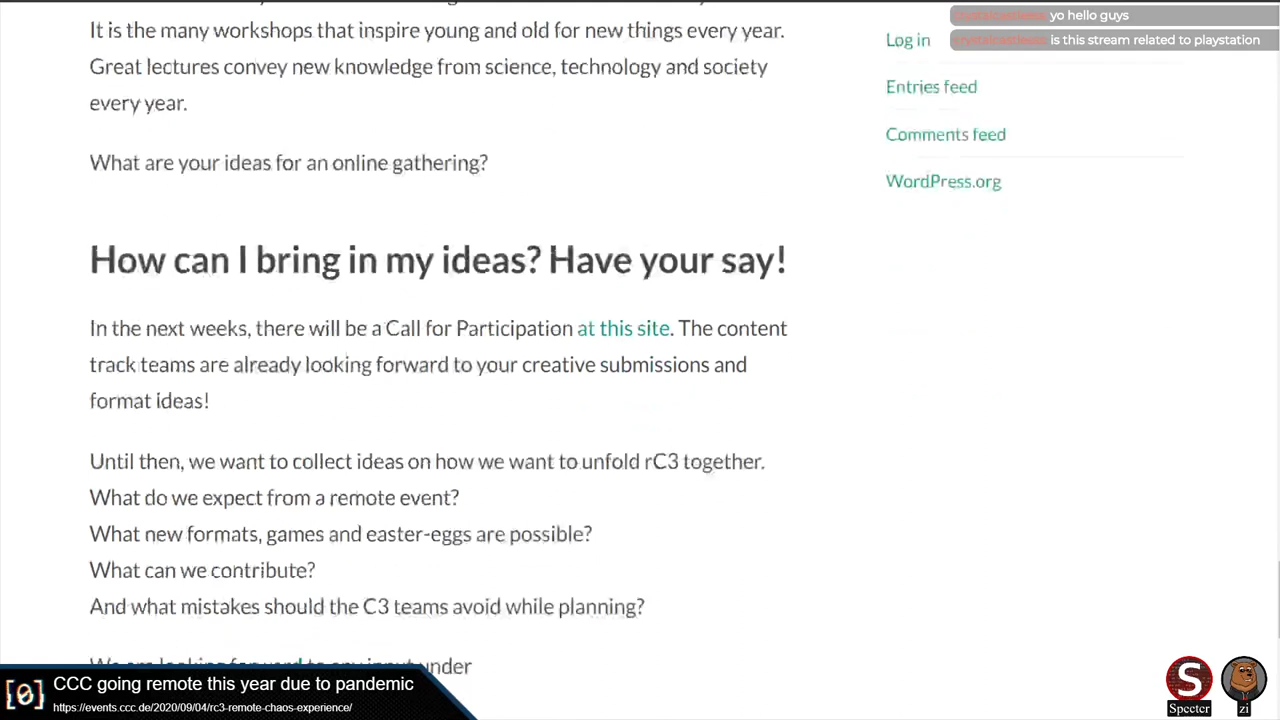 It is the many workshops that inspire young and old for new things every year.
Great lectures convey new knowledge from science, technology and society
every year.
What are your ideas for an online gathering?
How can I bring in my ideas? Have your say!
In the next weeks, there will be a Call for Participation at this site. The content
track teams are already looking forward to your creative submissions and
format ideas!
Until then, we want to collect ideas on how we want to unfold rC3 together.
What do we expect from a remote event?
What new formats, games and easter-eggs are possible?
What can we contribute?
And what mistakes should the C3 teams avoid while planning?
We are looking forward to any input under
yo hello guys
is this stream related to playstation
Log in
Entries feed
Comments feed
WordPress.org
[0]
CCC going remote this year due to pandemic
https://events.ccc.de/2020/09/04/rc3-remote-chaos-experience/
S
Specter
zi